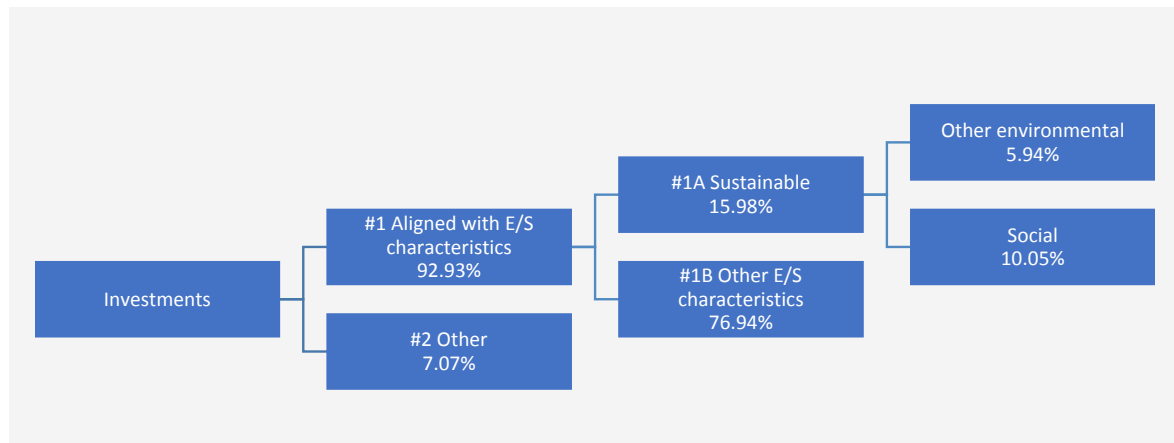 Investments
#1 Aligned with E/S
characteristics
92.93%
#2 Other
7.07%
#1A Sustainable
15.98%
#1B Other E/S
characteristics
76.94%
Other environmental
5.94%
Social
10.05%